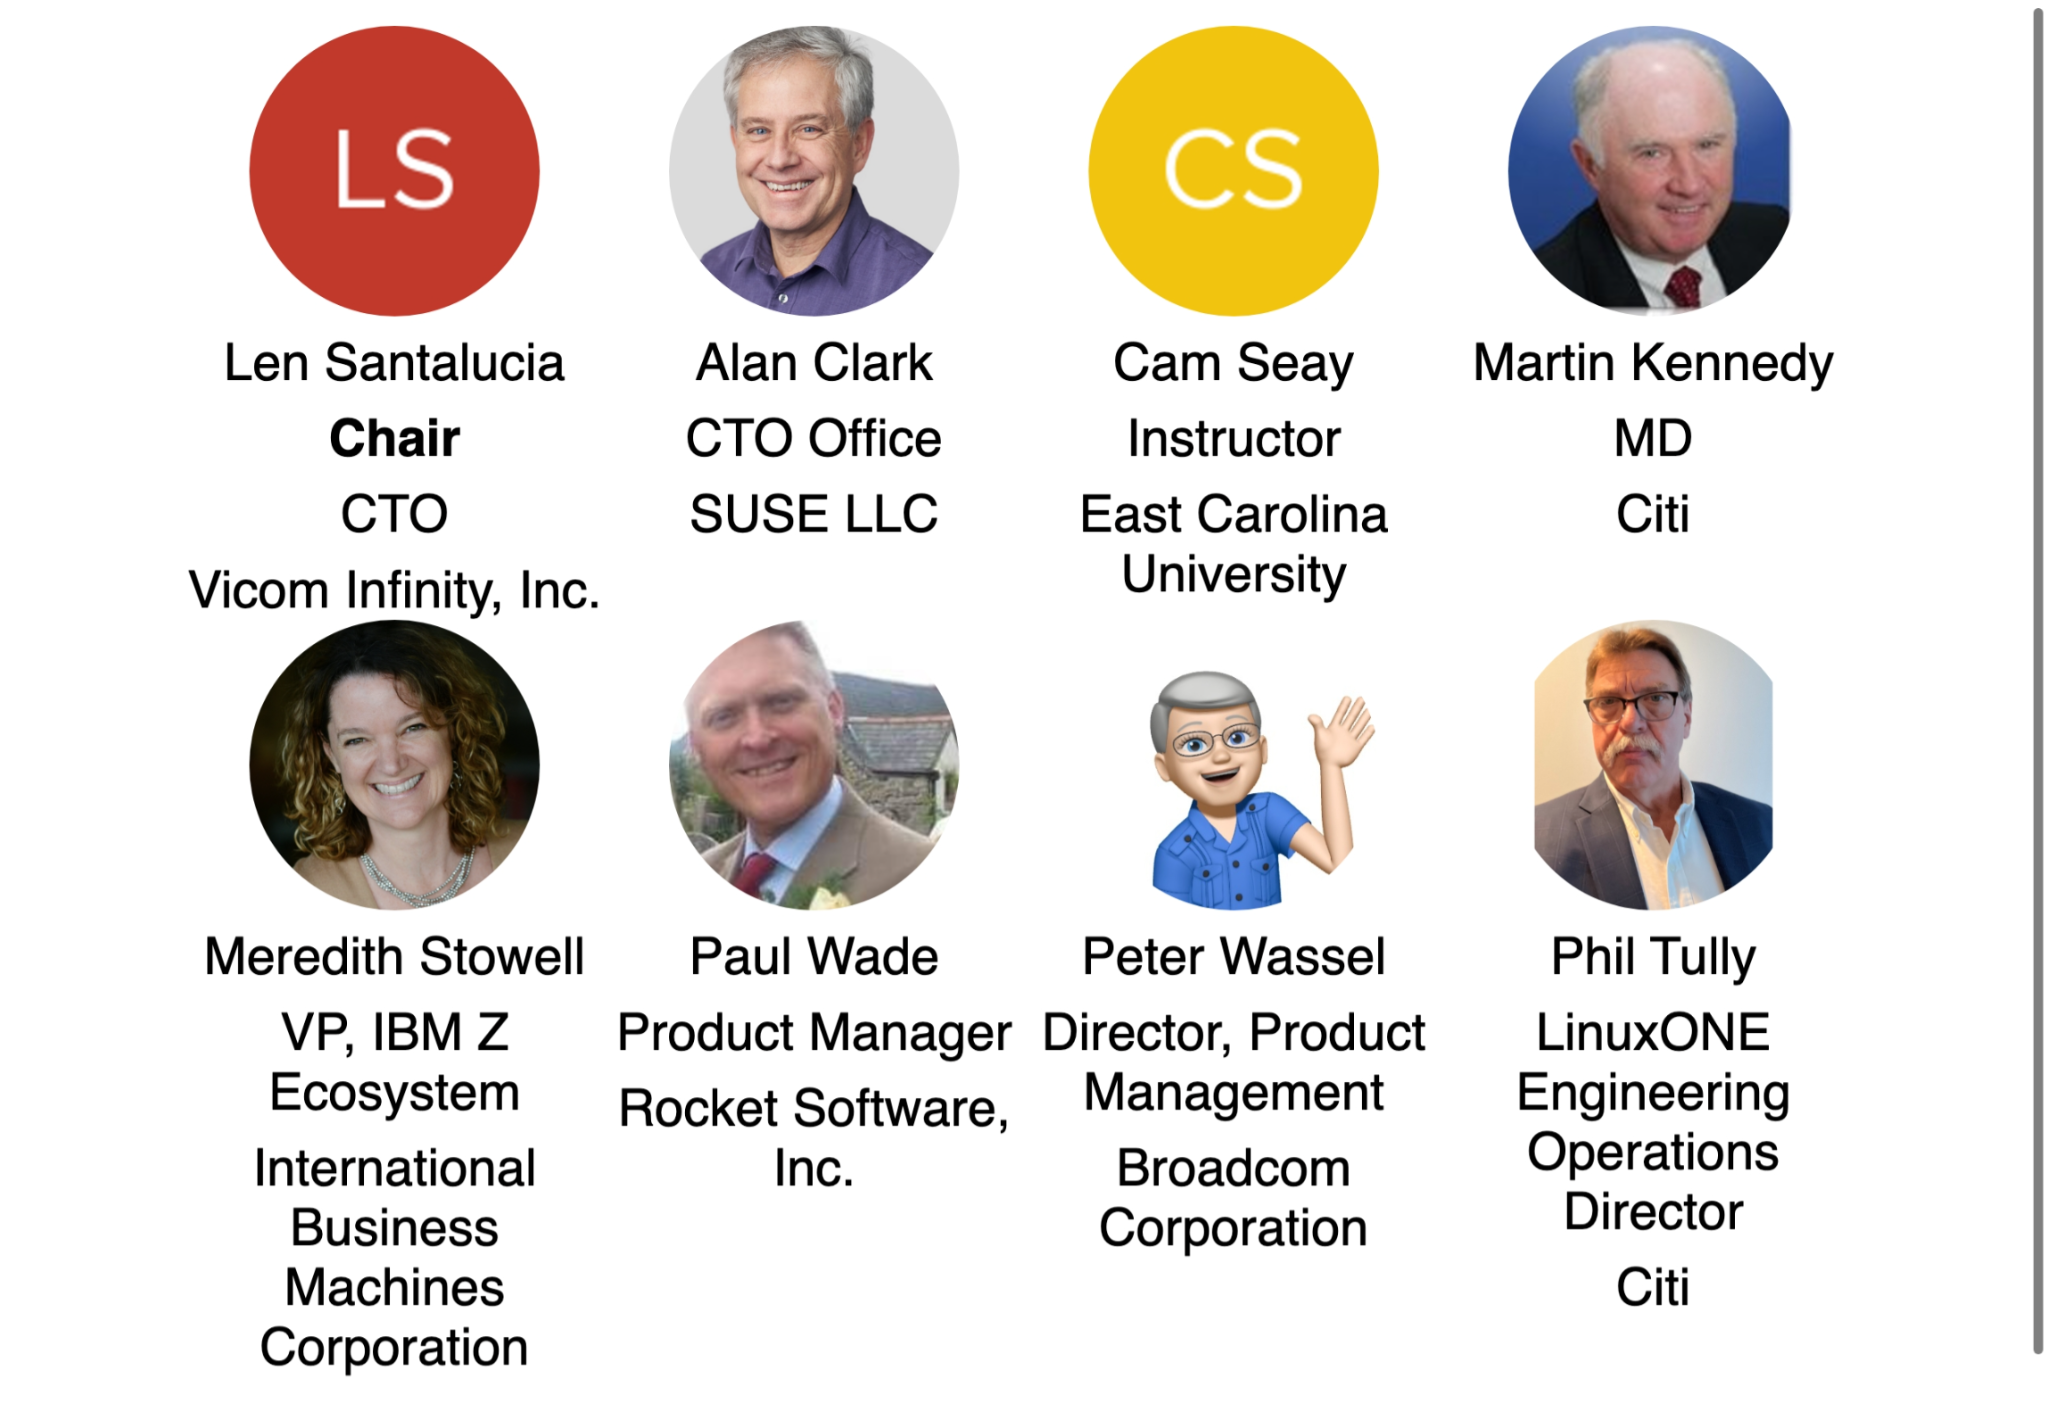 LS
CS
Len Santalucia
Chair
CTO
Vicom Infinity, Inc.
Alan Clark
CTO Office
SUSE LLC
Cam Seay
Instructor
East Carolina
University
Martin Kennedy
MD
Citi
Meredith Stowell
VP, IBM Z
Ecosystem
International
Business
Machines
Corporation
Paul Wade
Product Manager
Rocket Software,
Inc.
Peter Wassel
Director, Product
Management
Broadcom
Corporation
Phil Tully
LinuxONE
Engineering
Operations
Director
Citi